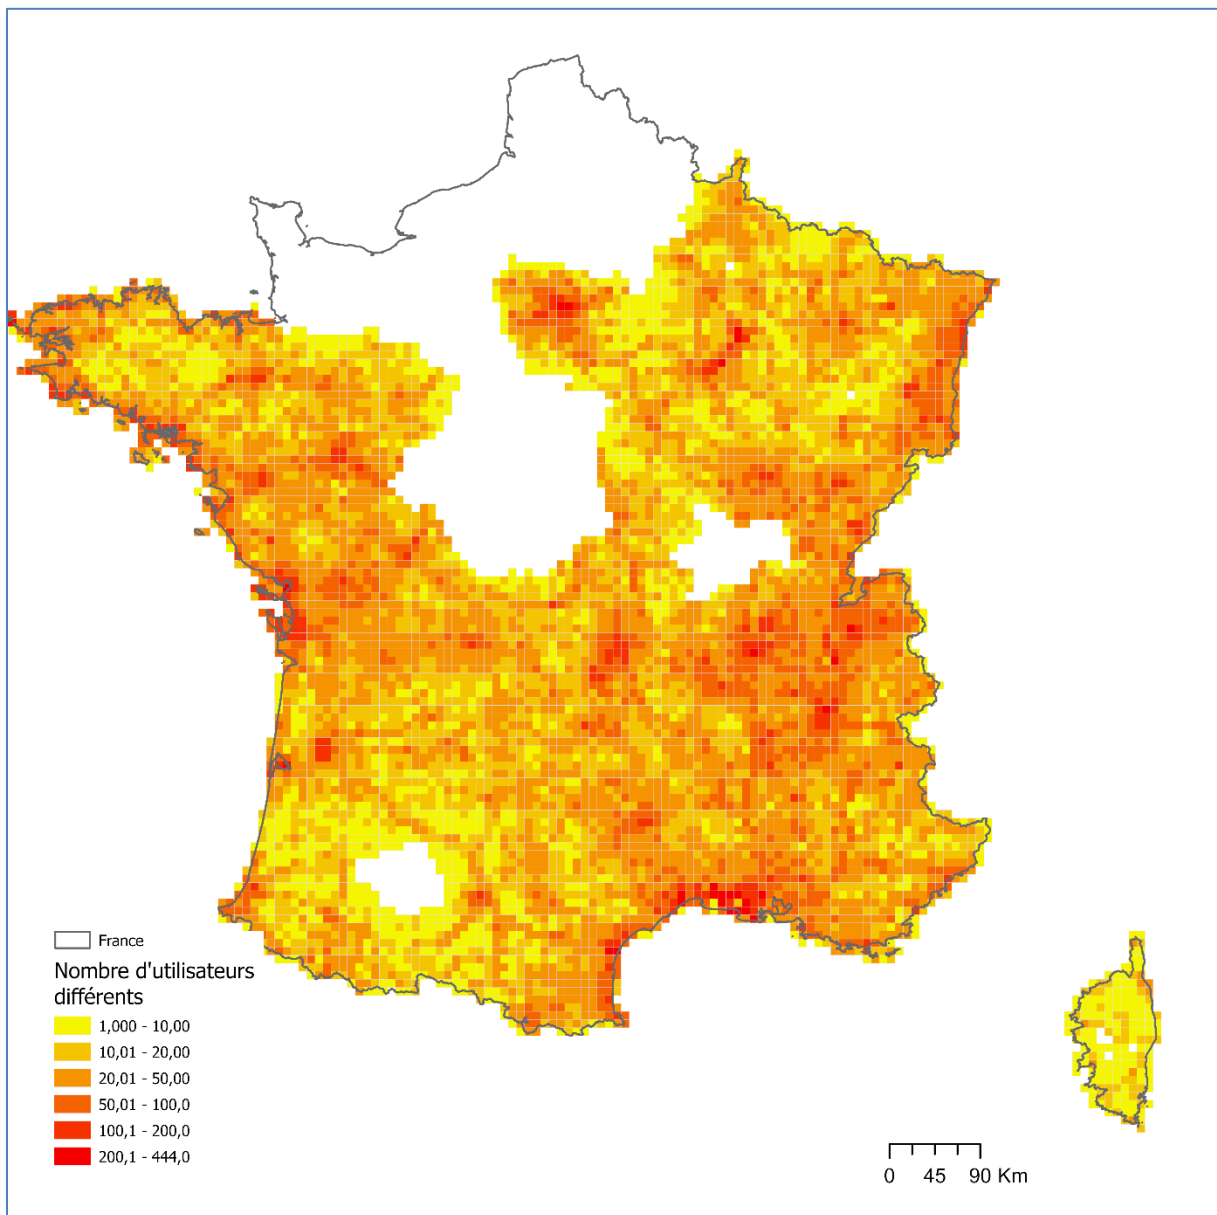 France
Nombre d'utilisateurs
différents
1,000 - 10,00
10,01 - 20,00
20,01 - 50,00
50,01 - 100,0
100,1 - 200,0
200,1 - 444,0
0 45 90 Km